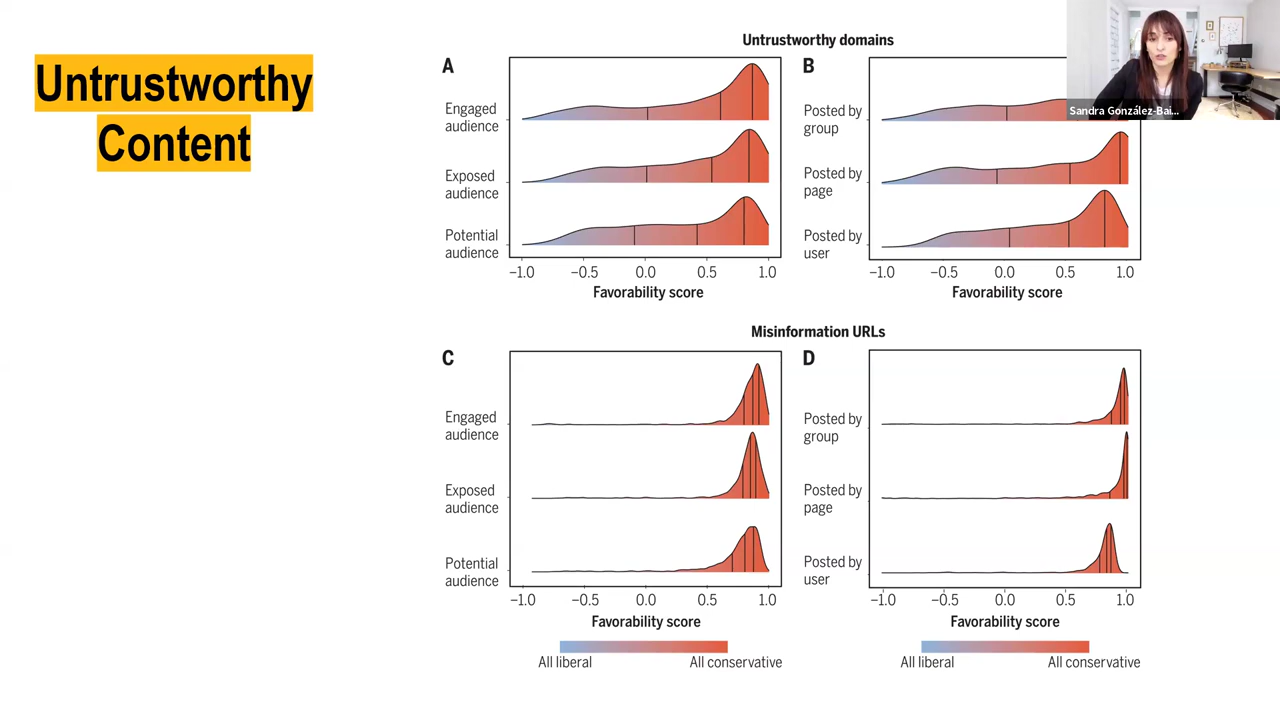 Untrustworthy
Content
Untrustworthy domains
A
Engaged
audience
Exposed
audience
Potential
audience
−1.0 −0.5 0.0 0.5 1.0
Favorability score
B
Posted by
group
Posted by
page
Posted by
user
−1.0 −0.5 0.0 0.5 1.0
Favorability score
Sandra González-Bai...
Misinformation URLs
C
Engaged
audience
Exposed
audience
Potential
audience
−1.0 −0.5 0.0 0.5 1.0
Favorability score
All liberal All conservative
D
Posted by
group
Posted by
page
Posted by
user
−1.0 −0.5 0.0 0.5 1.0
Favorability score
All liberal All conservative